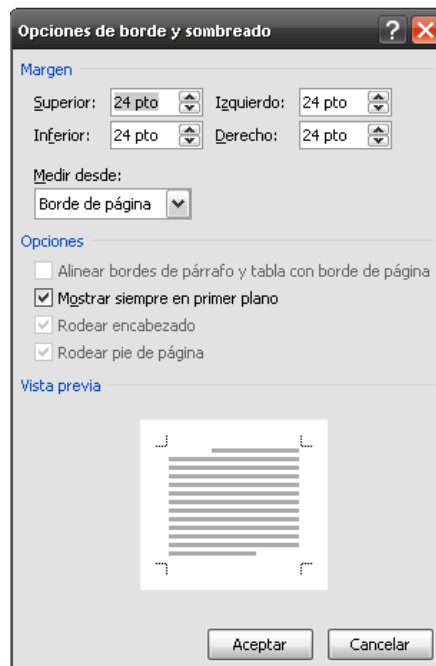 Opciones de borde y sombreado
Margen
Superior: 24 pto Izquierdo: 24 pto
Inferior: 24 pto Derecho: 24 pto
Medir desde:
Borde de página
Opciones
Alinear bordes de párrafo y tabla con borde de página
Mostrar siempre en primer plano
Rodear encabezado
Rodear pie de página
Vista previa
Aceptar Cancelar